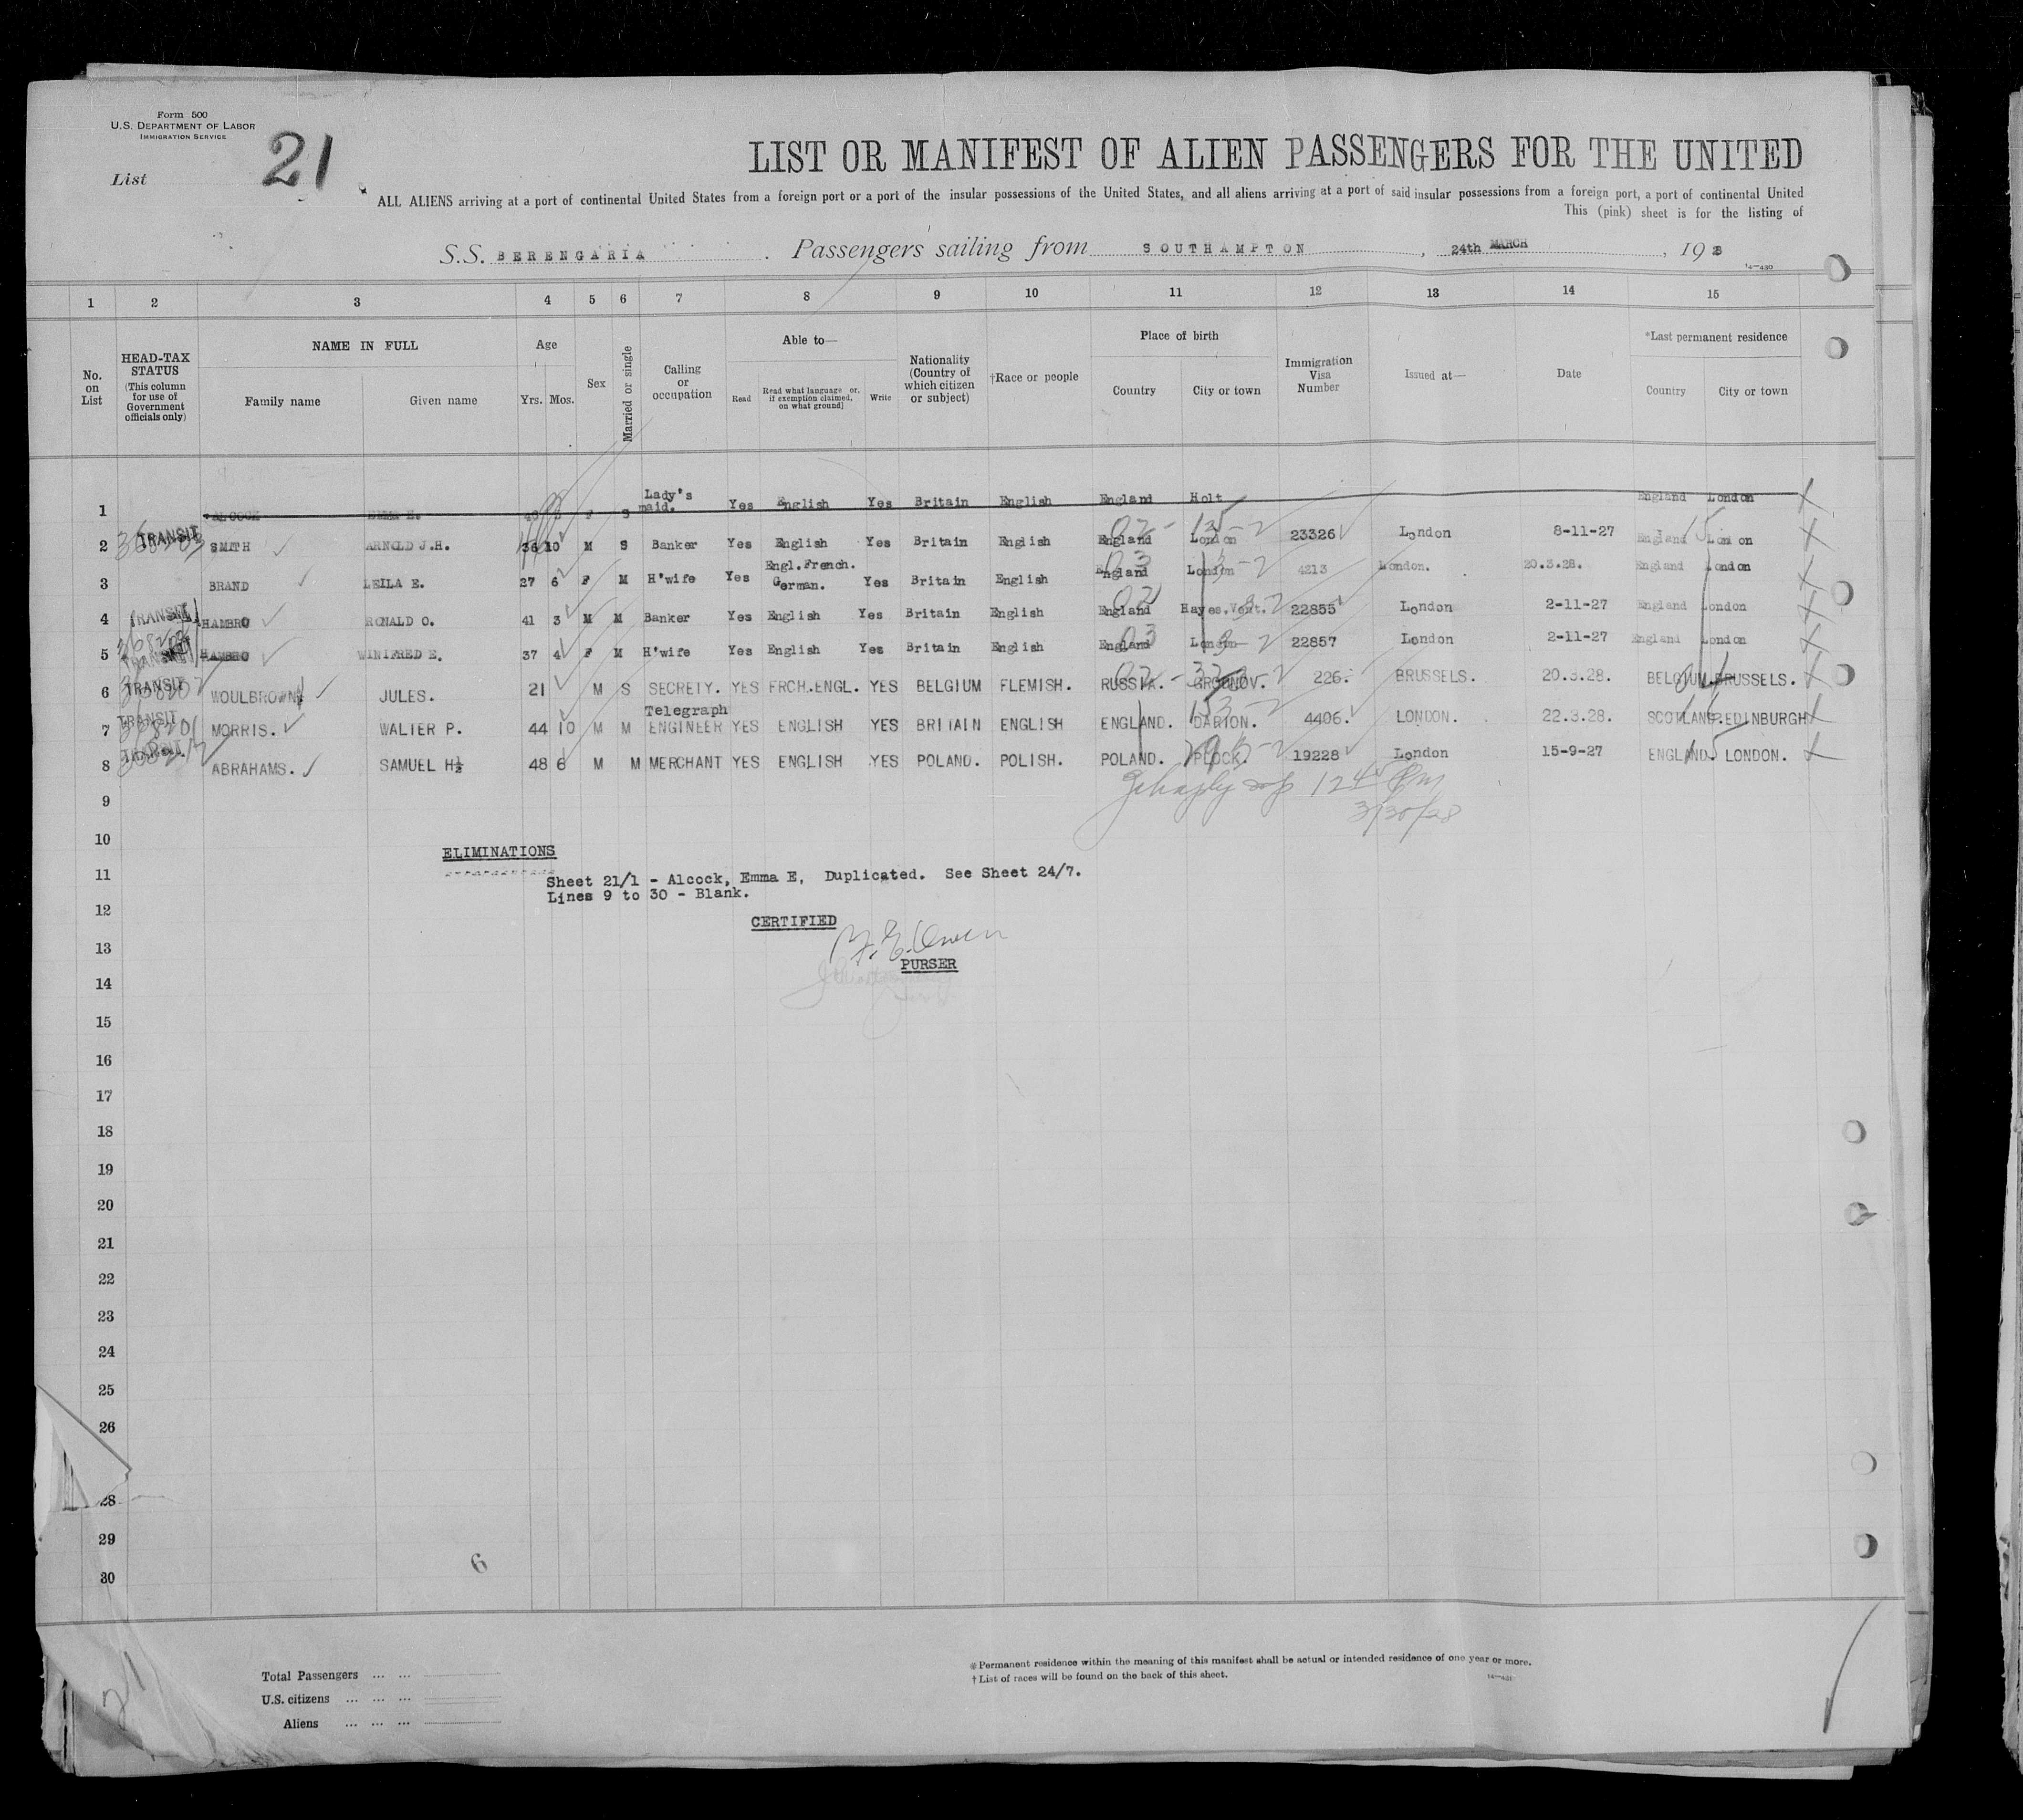 Form 500
U.S. DEPARTMENT OF LABOR
IMMIGRATION SERVICE
List 21
LIST OR MANIFEST OF ALIEN PASSENGERS FOR THE UNITED
ALL ALIENS arriving at a port of continental United States from a foreign port or a port of the insular possessions of the United States, and all aliens arriving at a port of said insular possessions from a foreign port, a port of continental United
This (pink) sheet is for the listing of
S.S. BERENGARIA. Passengers sailing from SOUTHAMPTON, 24th MARCH, 19 8
1 2 3 4 5 6 7 8 9 10 11 12 13 14 15
No. on List
HEAD-TAX STATUS (This column for use of Government officials only)
NAME IN FULL
Family name Given name
Age
Yrs. Mos.
Sex
Married or single
Calling or occupation
Able to—
Read
Read what language or, if exemption claimed, on what ground]
Write
Nationality (Country of which citizen or subject)
†Race or people
Place of birth
Country City or town
Immigration Visa Number
Issued at—
Date
*Last permanent residence
Country City or town
1 ALCOCK EMMA E. F S Lady's maid. Yes English Yes Britain English England Holt England London
2 TRANSIT SMITH ARNOLD J.H. 36 10 M S Banker Yes English Yes Britain English England London 23326 London 8-11-27 England London
3 BRAND LEILA E. 27 6 F M H'wife Yes Engl.French. German. Yes Britain English England London 4213 London. 20.3.28. England London
4 TRANSIT HAMBRO RONALD O. 41 3 M M Banker Yes English Yes Britain English England Hayes. 22855 London 2-11-27 England London
5 TRANSIT HAMBRO WINIFRED E. 37 4 F M H'wife Yes English Yes Britain English England London 22857 London 2-11-27 England London
6 TRANSIT WOULBROWN JULES. 21 M S SECRETY. YES FRCH.ENGL. YES BELGIUM FLEMISH. RUSSIA. 226. BRUSSELS. 20.3.28. BELGIUM. BRUSSELS.
7 TRANSIT MORRIS. WALTER P. 44 10 M M Telegraph ENGINEER YES ENGLISH YES BRITAIN ENGLISH ENGLAND. 4406. LONDON. 22.3.28. SCOTLAND. EDINBURGH
8 TRANSIT ABRAHAMS. SAMUEL H½ 48 6 M M MERCHANT YES ENGLISH YES POLAND. POLISH. POLAND. PLOCK. 19228 London 15-9-27 ENGLAND. LONDON.
9
3/30/28
10
ELIMINATIONS
11
Sheet 21/1 - Alcock, Emma E, Duplicated. See Sheet 24/7.
Lines 9 to 30 - Blank.
12
CERTIFIED
13
PURSER
14
15
16
17
18
19
20
21
22
23
24
25
26
28
29
30
6
Total Passengers ... ...
U.S. citizens ... ... ...
Aliens ... ... ...
* Permanent residence within the meaning of this manifest shall be actual or intended residence of one year or more.
† List of races will be found on the back of this sheet.
21